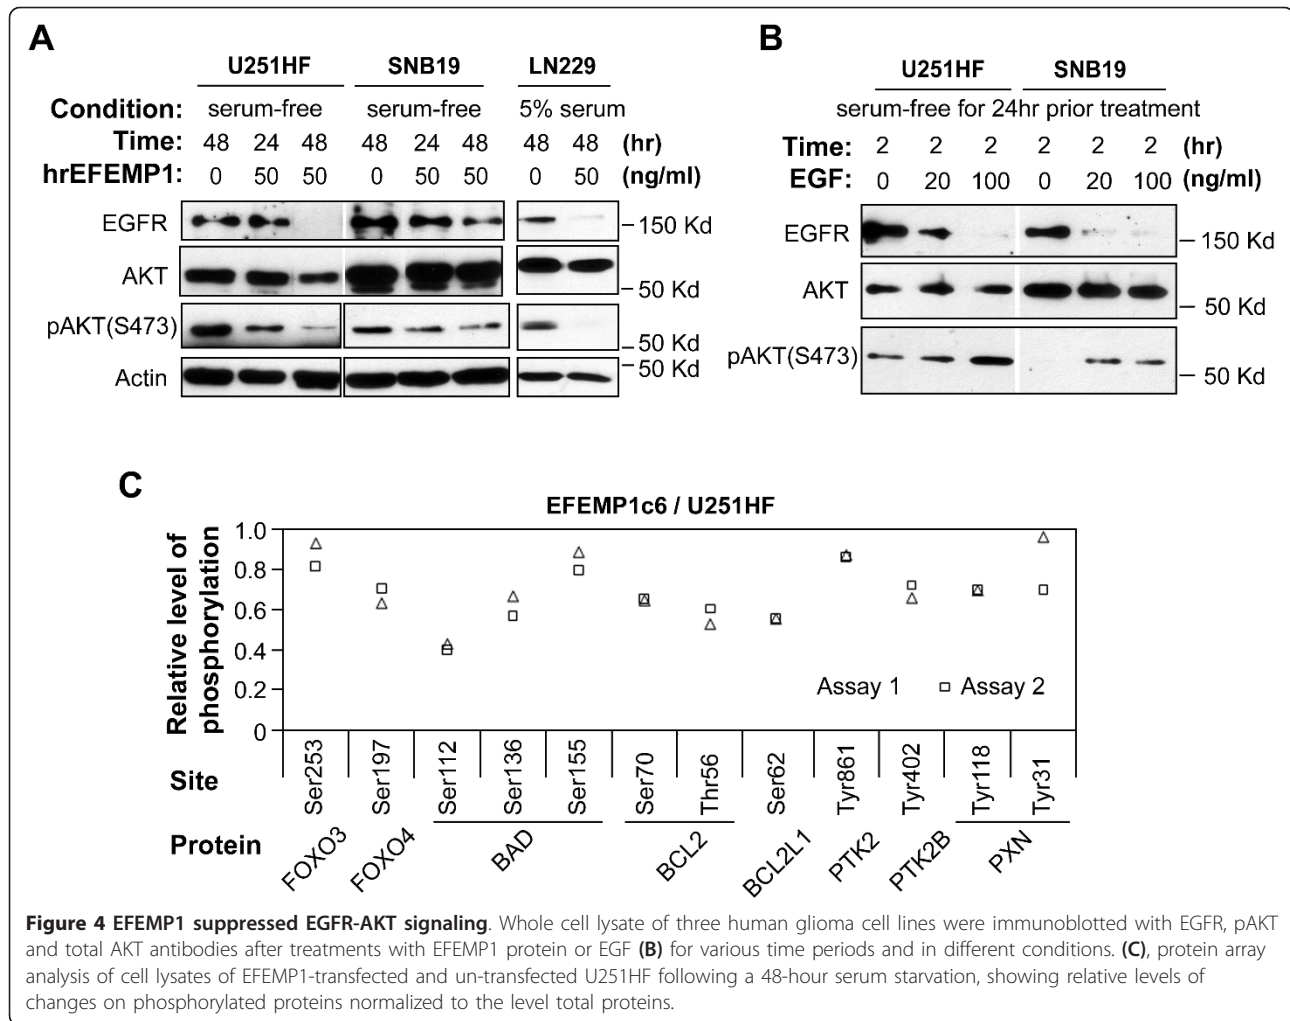 A
U251HF SNB19 LN229
Condition: serum-free serum-free 5% serum
Time: 48 24 48 48 24 48 48 48 (hr)
hrEFEMP1: 0 50 50 0 50 50 0 50 (ng/ml)
EGFR 150 Kd
AKT 50 Kd
pAKT(S473) 50 Kd
Actin 50 Kd
B
U251HF SNB19
serum-free for 24hr prior treatment
Time: 2 2 2 2 2 2 (hr)
EGF: 0 20 100 0 20 100 (ng/ml)
EGFR 150 Kd
AKT 50 Kd
pAKT(S473) 50 Kd
C
EFEMP1c6 / U251HF
Relative level of
phosphorylation
1.0
0.8
0.6
0.4
0.2
0
Assay 1 Assay 2
Site Ser253 Ser197 Ser112 Ser136 Ser155 Ser70 Thr56 Ser62 Tyr861 Tyr402 Tyr118 Tyr31
Protein FOXO3 FOXO4 BAD BCL2 BCL2L1 PTK2 PTK2B PXN
Figure 4 EFEMP1 suppressed EGFR-AKT signaling. Whole cell lysate of three human glioma cell lines were immunoblotted with EGFR, pAKT
and total AKT antibodies after treatments with EFEMP1 protein or EGF (B) for various time periods and in different conditions. (C), protein array
analysis of cell lysates of EFEMP1-transfected and un-transfected U251HF following a 48-hour serum starvation, showing relative levels of
changes on phosphorylated proteins normalized to the level total proteins.